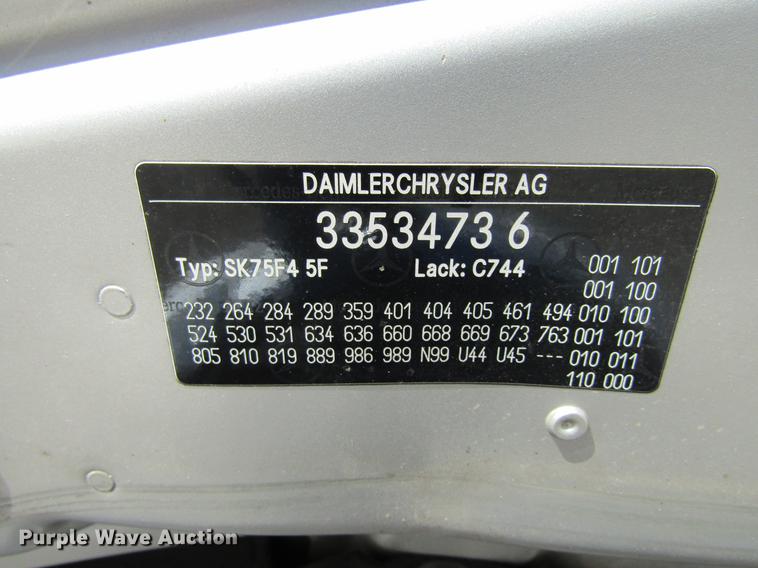 DAIMLERCHRYSLER AG
3353473 6
Typ: SK75F4 5F Lack: C744 001 101
001 100
232 264 284 289 359 401 404 405 461 494 010 100
524 530 531 634 636 660 668 669 673 763 001 101
805 810 819 889 986 989 N99 U44 U45 --- 010 011
110 000
Purple Wave Auction